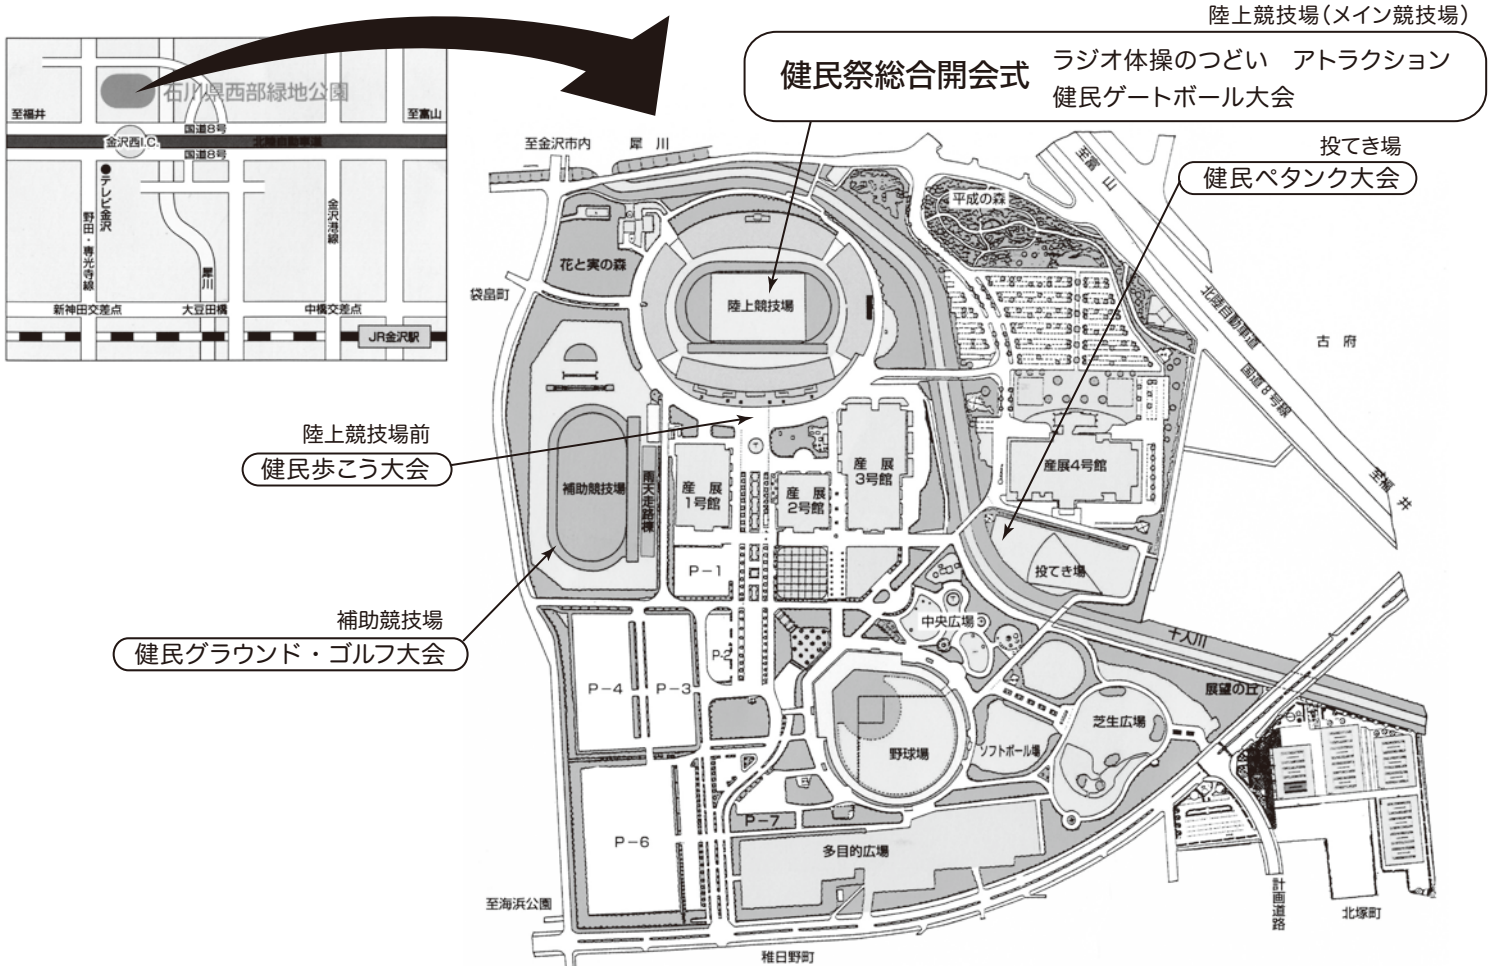 陸上競技場(メイン競技場)
健民祭総合開会式
ラジオ体操のつどい　アトラクション
健民ゲートボール大会
投てき場
健民ペタンク大会
石川県西部緑地公園
至福井
至富山
国道8号
金沢西I.C.
北陸自動車道
国道8号
テレビ金沢
野田・専光寺線
犀川
金沢港線
新神田交差点
大豆田橋
中橋交差点
JR金沢駅
至金沢市内
犀川
至富山
平成の森
花と実の森
袋畠町
陸上競技場
北陸自動車道
古府
国道8号線
至福井
陸上競技場前
健民歩こう大会
補助競技場
雨天走路棟
産展
1号館
産展
2号館
産展
3号館
産展4号館
投てき場
P-1
中央広場
十人川
補助競技場
健民グラウンド・ゴルフ大会
P-2
P-4
P-3
展望の丘
芝生広場
野球場
ソフトボール場
P-7
P-6
多目的広場
至海浜公園
計画道路
北塚町
稚日野町